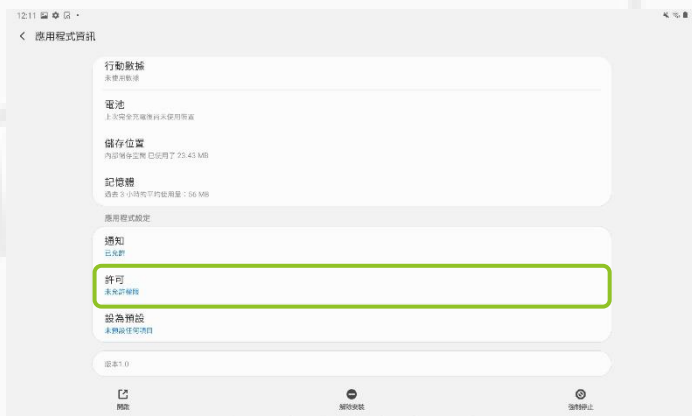 12:11
應用程式資訊
行動數據
未使用數據
電池
上次完全充電後尚未使用裝置
儲存位置
內部儲存空間 已使用了 23.43 MB
記憶體
過去 3 小時的平均使用量：56 MB
應用程式設定
通知
已允許
許可
未允許權限
設為預設
未預設任何項目
版本1.0
開啟
解除安裝
強制停止